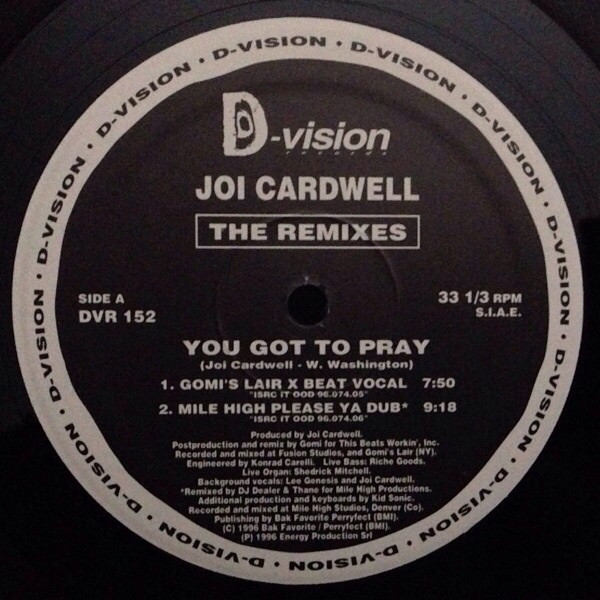 D-VISION · D-VISION · D-VISION · D-VISION · D-VISION · D-VISION · D-VISION · D-VISION · D-VISION · D-VISION · D-VISION · D-VISION ·
D-vision
records
JOI CARDWELL
THE REMIXES
SIDE A
DVR 152
33 1/3 RPM
S.I.A.E.
YOU GOT TO PRAY
(Joi Cardwell - W. Washington)
1. GOMI'S LAIR X BEAT VOCAL 7:50
"ISRC IT OOD 96.074.05"
2. MILE HIGH PLEASE YA DUB* 9:18
"ISRC IT OOD 96.074.06"
Produced by Joi Cardwell.
Postproduction and remix by Gomi for This Beats Workin', Inc.
Recorded and mixed at Fusion Studios, and Gomi's Lair (NY).
Engineered by Konrad Carelli. Live Bass: Riche Goods.
Live Organ: Shedrick Mitchell.
Background vocals: Lee Genesis and Joi Cardwell.
*Remixed by DJ Dealer & Thane for Mile High Productions.
Additional production and keyboards by Kid Sonic.
Recorded and mixed at Mile High Studios, Denver (Co).
Publishing by Bak Favorite Perryfect (BMI).
(C) 1996 Bak Favorite / Perryfect (BMI).
(P) 1996 Energy Production Srl